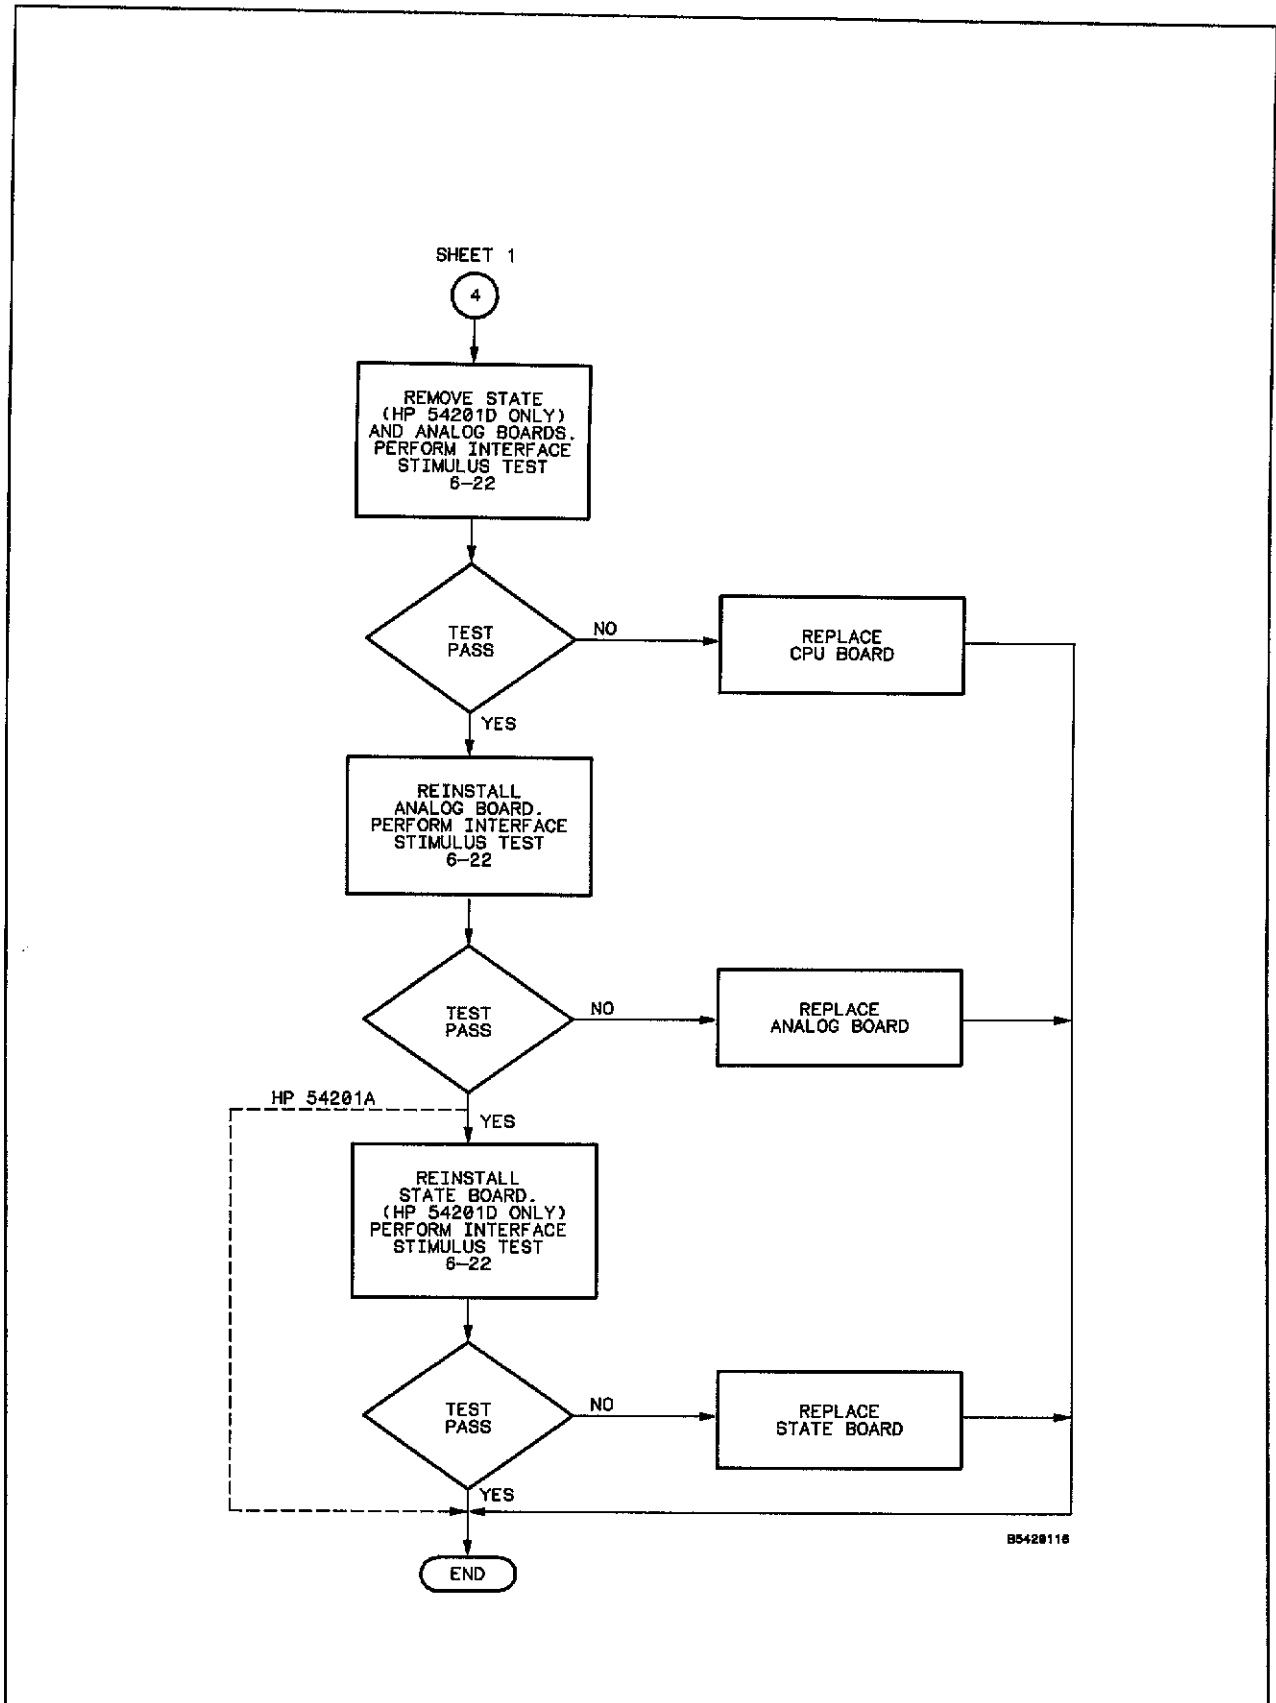 SHEET 1
4
REMOVE STATE
(HP 54201D ONLY)
AND ANALOG BOARDS.
PERFORM INTERFACE
STIMULUS TEST
6-22
TEST
PASS
NO
REPLACE
CPU BOARD
YES
REINSTALL
ANALOG BOARD.
PERFORM INTERFACE
STIMULUS TEST
6-22
TEST
PASS
NO
REPLACE
ANALOG BOARD
HP 54201A
YES
REINSTALL
STATE BOARD.
(HP 54201D ONLY)
PERFORM INTERFACE
STIMULUS TEST
6-22
TEST
PASS
NO
REPLACE
STATE BOARD
YES
B5420116
END